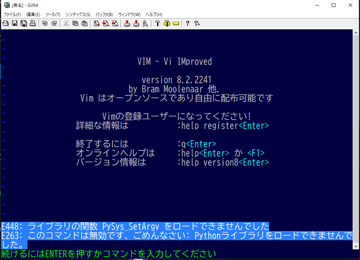 [無名] - GVIM
ファイル(F) 編集(E) ツール(T) シンタックス(S) バッファ(B) ウィンドウ(W) ヘルプ(H)
VIM - Vi IMproved
version 8.2.2241
by Bram Moolenaar 他.
Vim はオープンソースであり自由に配布可能です
Vimの登録ユーザーになってください!
詳細な情報は :help register<Enter>
終了するには :q<Enter>
オンラインヘルプは :help<Enter> か <F1>
バージョン情報は :help version8<Enter>
E448: ライブラリの関数 PySys_SetArgv をロードできませんでした
E263: このコマンドは無効です、ごめんなさい: Pythonライブラリをロードできませんで
した。
続けるにはENTERを押すかコマンドを入力してください